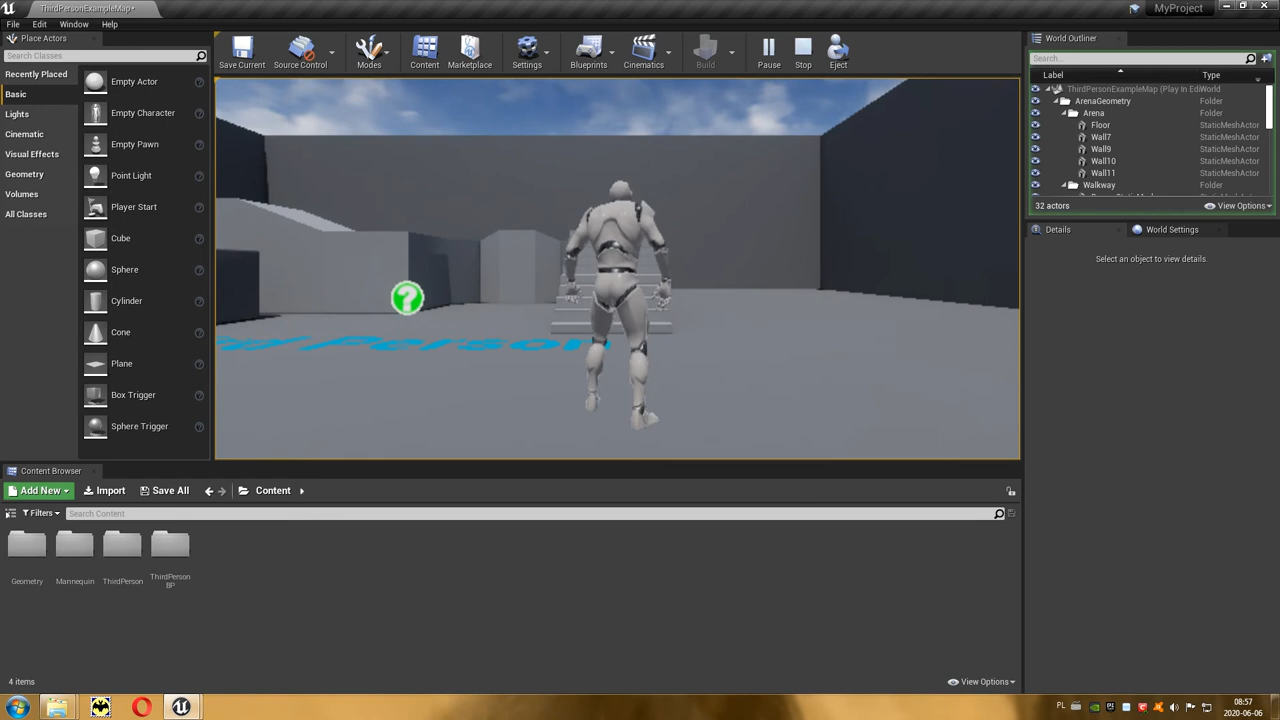 ThirdPersonExampleMap*
MyProject
File Edit Window Help
Place Actors
Search Classes
Recently Placed
Basic
Lights
Cinematic
Visual Effects
Geometry
Volumes
All Classes
Empty Actor
Empty Character
Empty Pawn
Point Light
Player Start
Cube
Sphere
Cylinder
Cone
Plane
Box Trigger
Sphere Trigger
Save Current
Source Control
Modes
Content
Marketplace
Settings
Blueprints
Cinematics
Build
Pause
Stop
Eject
?
Person
World Outliner
Search...
Label Type
ThirdPersonExampleMap (Play In Edi World
ArenaGeometry Folder
Arena Folder
Floor StaticMeshActor
Wall7 StaticMeshActor
Wall9 StaticMeshActor
Wall10 StaticMeshActor
Wall11 StaticMeshActor
Walkway Folder
32 actors View Options
Details World Settings
Select an object to view details.
Content Browser
Add New Import Save All Content
Filters Search Content
Geometry
Mannequin
ThirdPerson
ThirdPerson
BP
4 items View Options
PL
08:57
2020-06-06